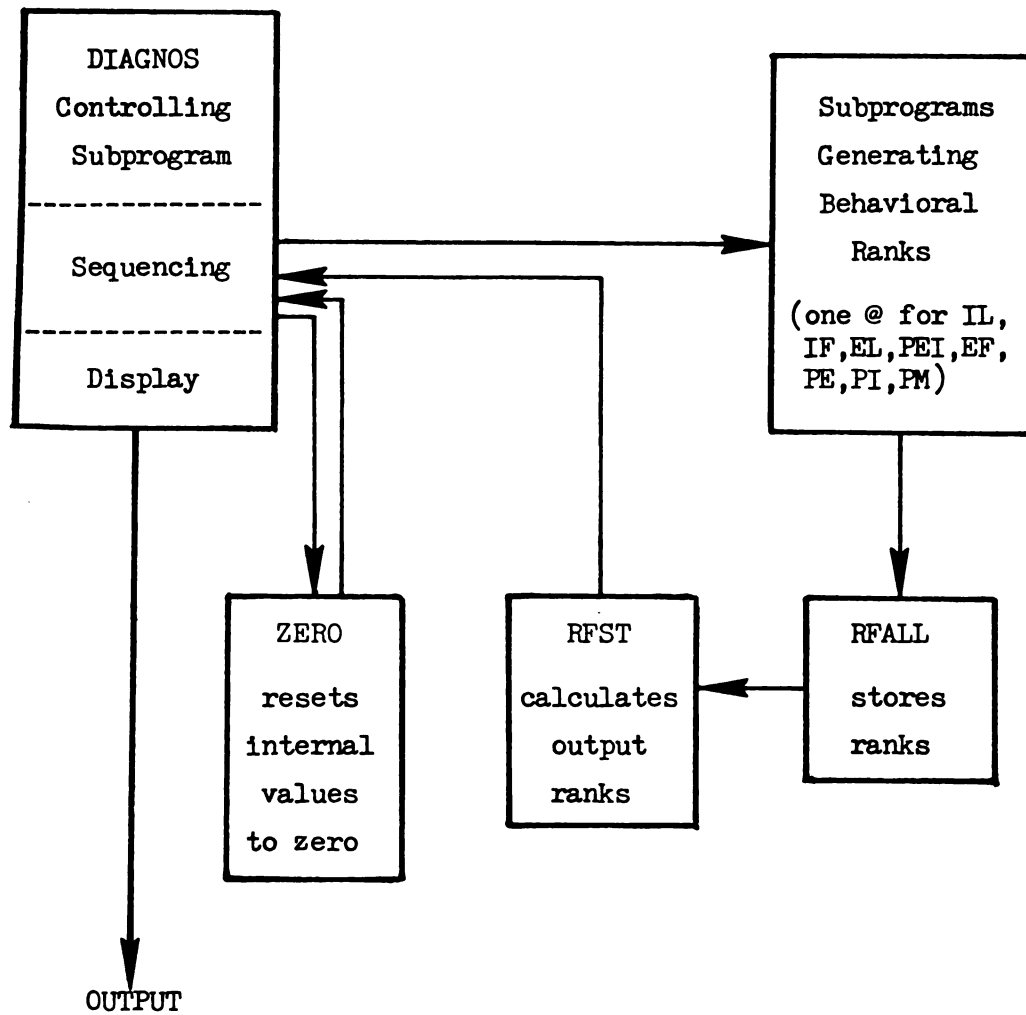 DIAGNOS
Controlling
Subprogram
Sequencing
Display
Subprograms
Generating
Behavioral
Ranks
(one @ for IL,
IF,EL,PEI,EF,
PE,PI,PM)
ZERO
resets
internal
values
to zero
RFST
calculates
output
ranks
RFALL
stores
ranks
OUTPUT